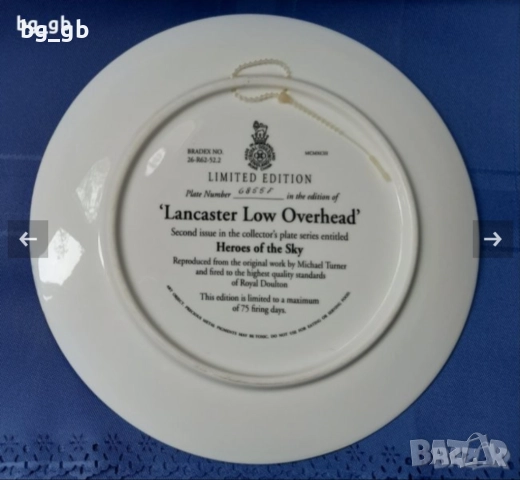 bg_gb
bg_gb
BRADEX NO.
26-R62-52.2
LIMITED EDITION
Plate Number in the edition of
'Lancaster Low Overhead'
Second issue in the collector's plate series entitled
Heroes of the Sky
Reproduced from the original work by Michael Turner
and fired to the highest quality standards
of Royal Doulton
This edition is limited to a maximum
of 75 firing days.
BAZAR